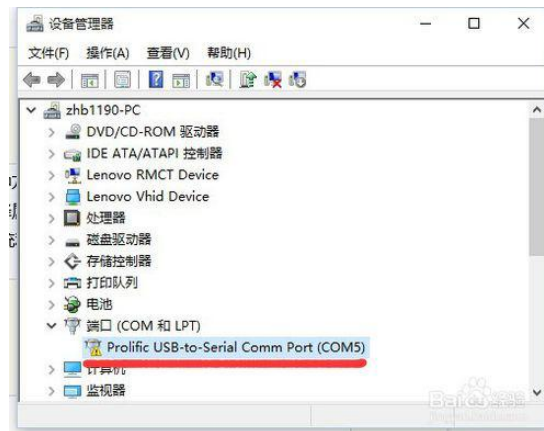 设备管理器
文件(F) 操作(A) 查看(V) 帮助(H)
zhb1190-PC
DVD/CD-ROM 驱动器
IDE ATA/ATAPI 控制器
Lenovo RMCT Device
Lenovo Vhid Device
处理器
磁盘驱动器
存储控制器
打印队列
电池
端口 (COM 和 LPT)
Prolific USB-to-Serial Comm Port (COM5)
计算机
监视器
Baidu 经验